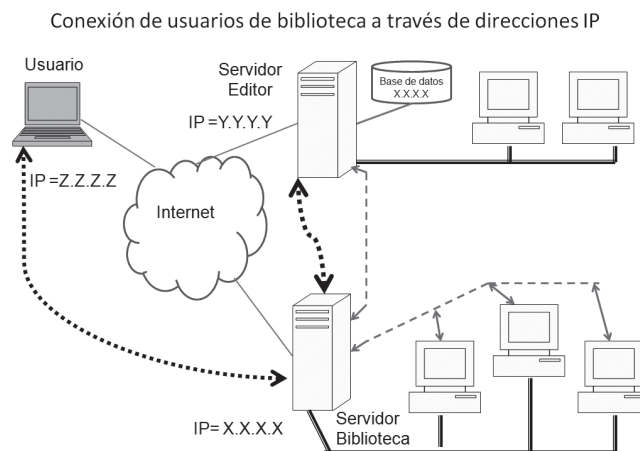 Conexión de usuarios de biblioteca a través de direcciones IP
Usuario
Servidor
Editor
Base de datos
X.X.X.X
IP =Y.Y.Y.Y
IP =Z.Z.Z.Z
Internet
IP= X.X.X.X
Servidor
Biblioteca